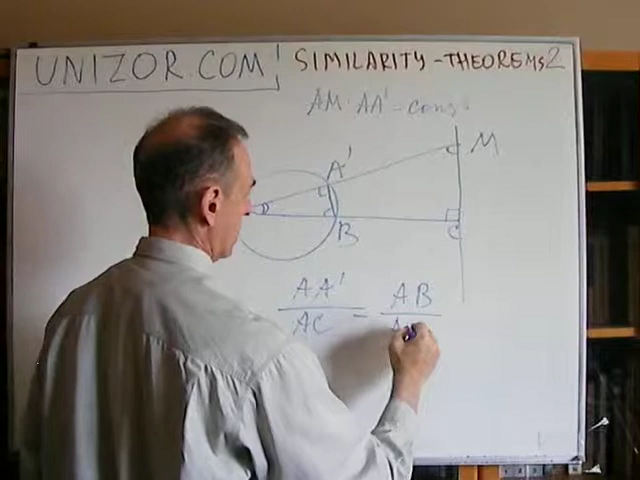 UNIZOR.COM
SIMILARITY-THEOREMS 2
AM·AA' = const
A'
M
B
C
AA' / AC = AB / A